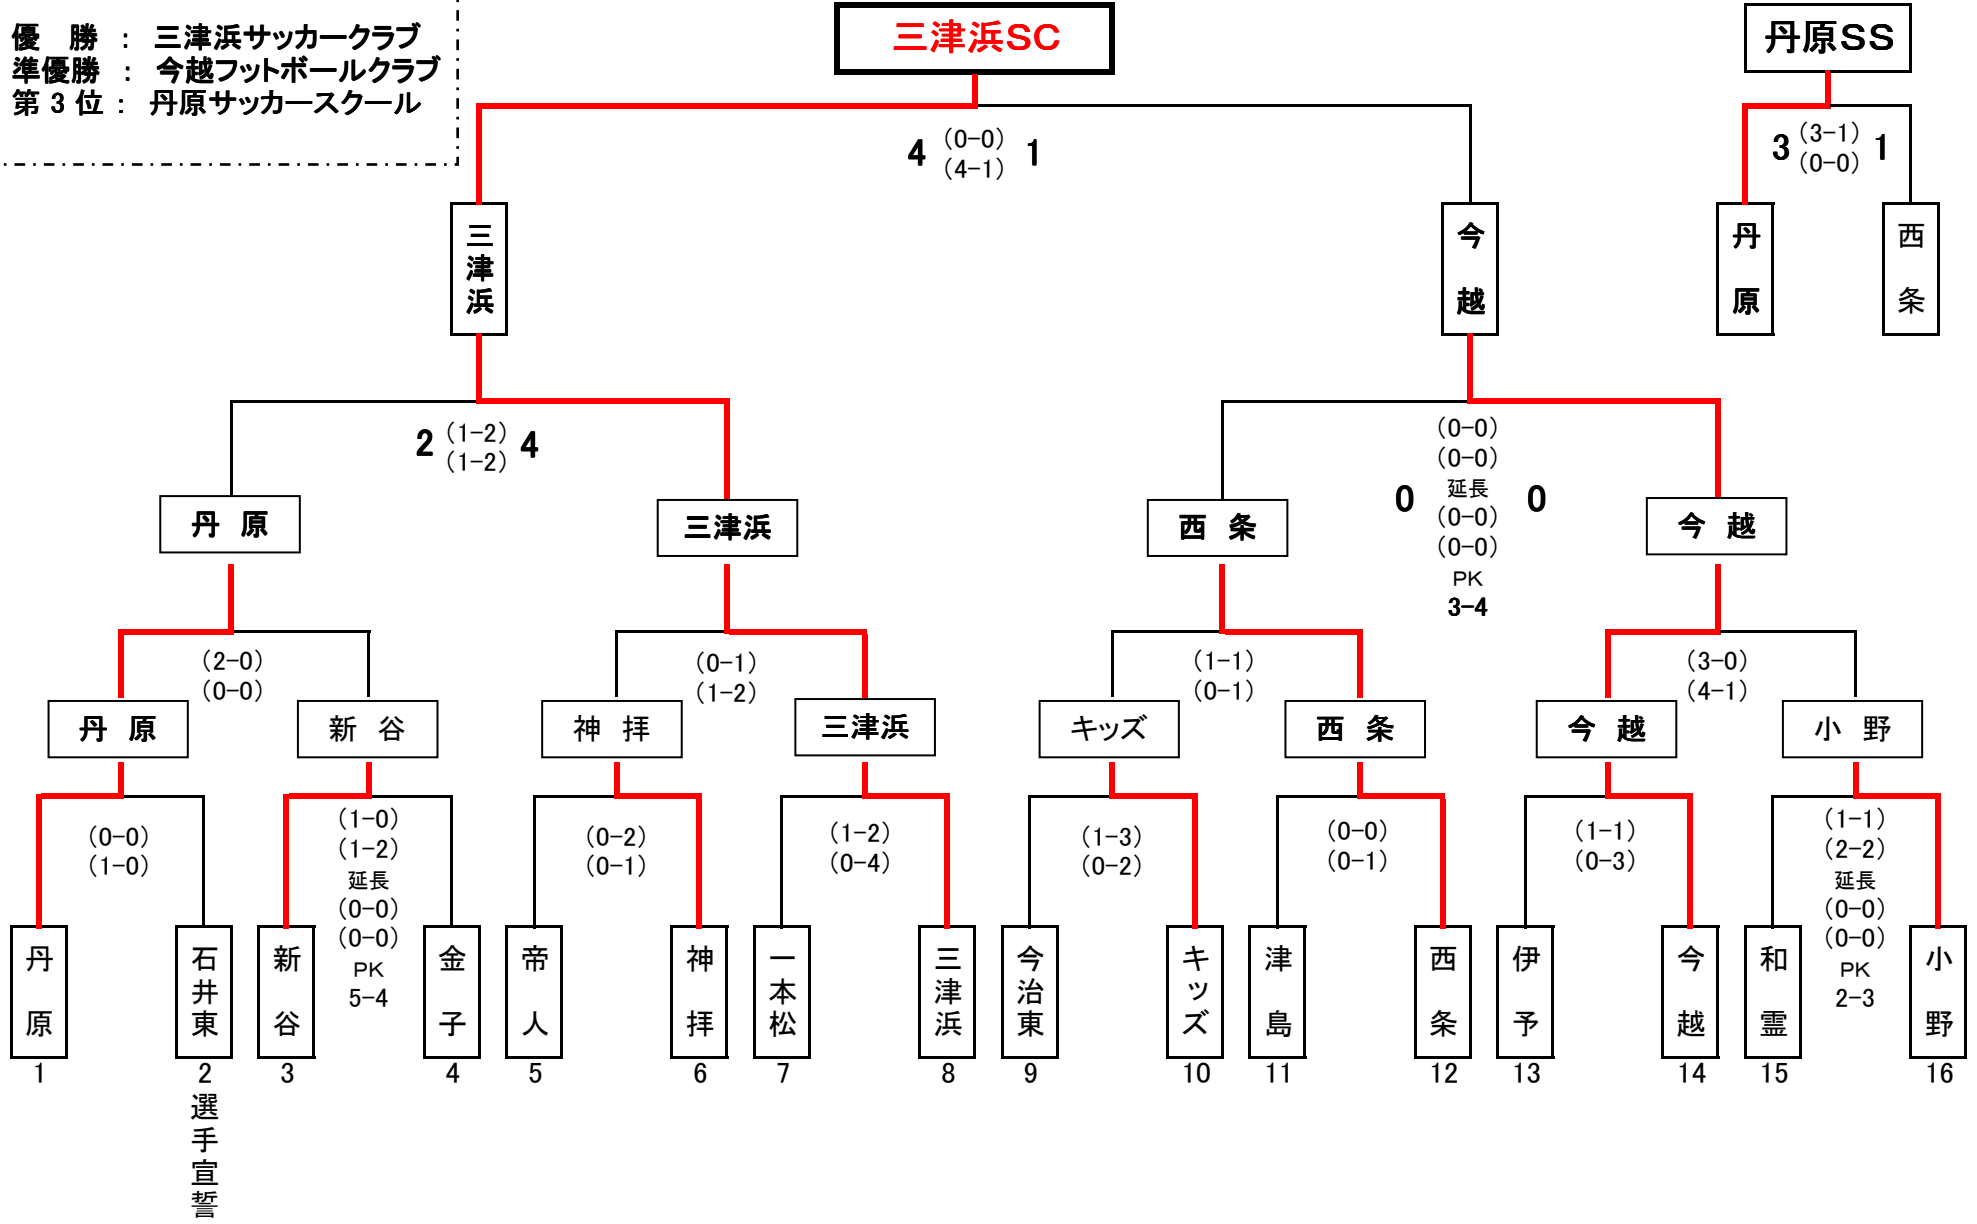 優　勝 ： 三津浜サッカークラブ
準優勝 ： 今越フットボールクラブ
第 3 位 ： 丹原サッカースクール
三津浜SC
丹原SS
4 (0-0) 1
(4-1)
3 (3-1) 1
(0-0)
三津浜
今越
丹原
西条
2 (1-2) 4
(1-2)
(0-0)
(0-0)
0 延長 0
(0-0)
(0-0)
PK
3-4
丹 原
三津浜
西 条
今 越
(2-0)
(0-0)
(0-1)
(1-2)
(1-1)
(0-1)
(3-0)
(4-1)
丹 原
新 谷
神 拝
三津浜
キッズ
西 条
今 越
小 野
(0-0)
(1-0)
(1-0)
(1-2)
延長
(0-0)
(0-0)
PK
5-4
(0-2)
(0-1)
(1-2)
(0-4)
(1-3)
(0-2)
(0-0)
(0-1)
(1-1)
(0-3)
(1-1)
(2-2)
延長
(0-0)
(0-0)
PK
2-3
丹原
石井東
新谷
金子
帝人
神拝
一本松
三津浜
今治東
キッズ
津島
西条
伊予
今越
和霊
小野
1 2 3 4 5 6 7 8 9 10 11 12 13 14 15 16
選手宣誓